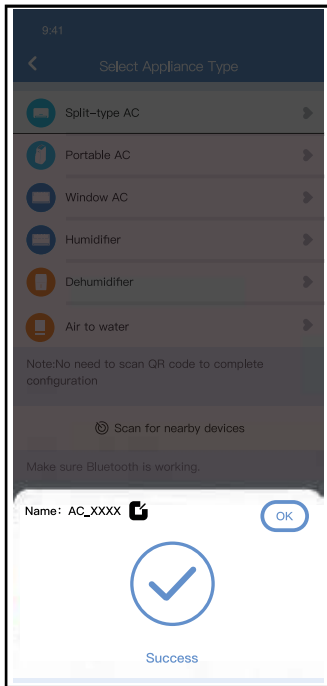 9:41
Select Appliance Type
Split-type AC
Portable AC
Window AC
Humidifier
Dehumidifier
Air to water
Note:No need to scan QR code to complete
configuration
Scan for nearby devices
Make sure Bluetooth is working.
Name: AC_XXXX
OK
Success